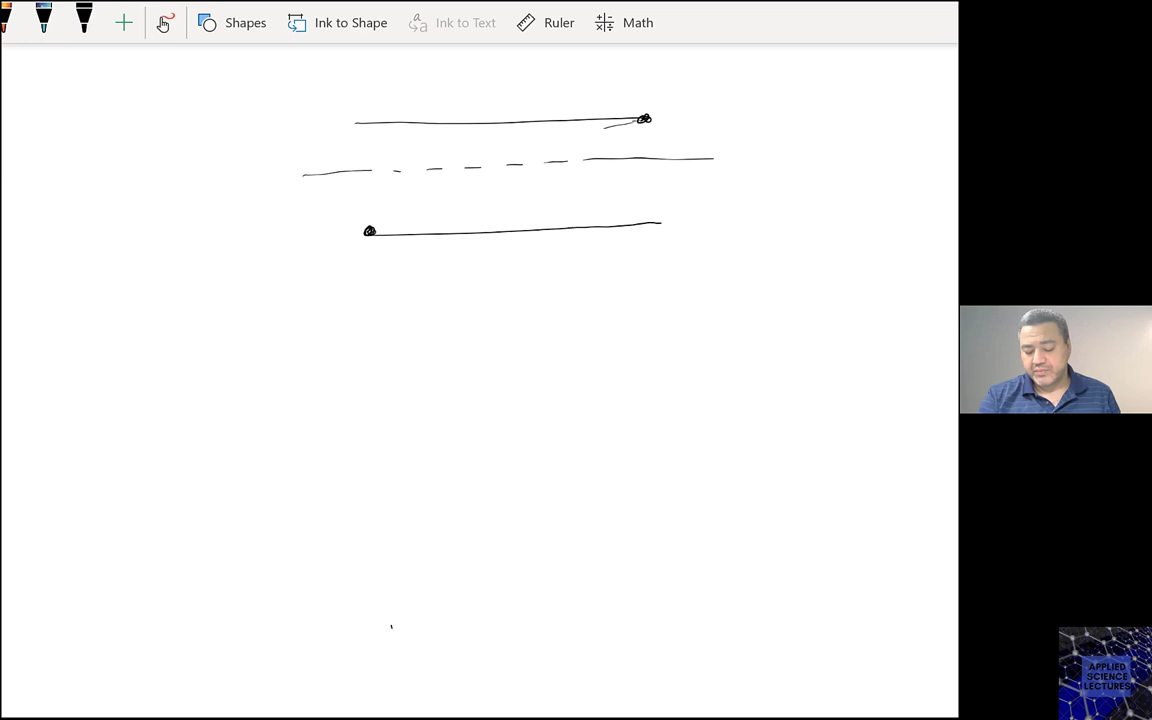 Shapes
Ink to Shape
Ink to Text
Ruler
Math
APPLIED
SCIENCE
LECTURES